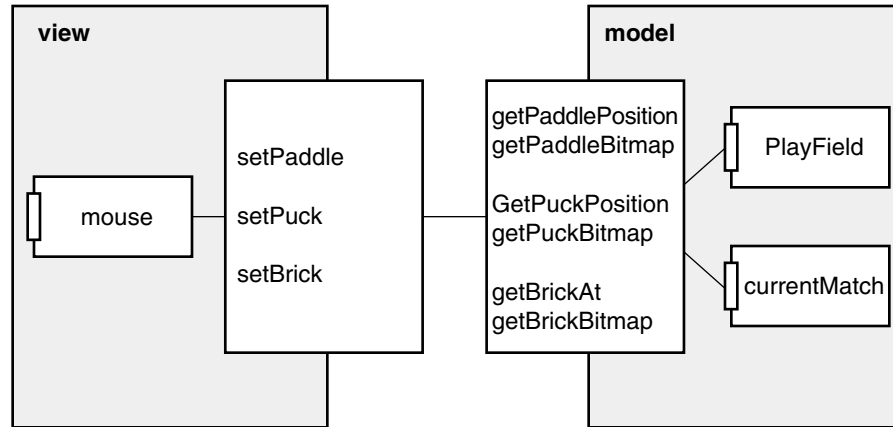 view
model
mouse
setPaddle
setPuck
setBrick
getPaddlePosition
getPaddleBitmap
GetPuckPosition
getPuckBitmap
getBrickAt
getBrickBitmap
PlayField
currentMatch